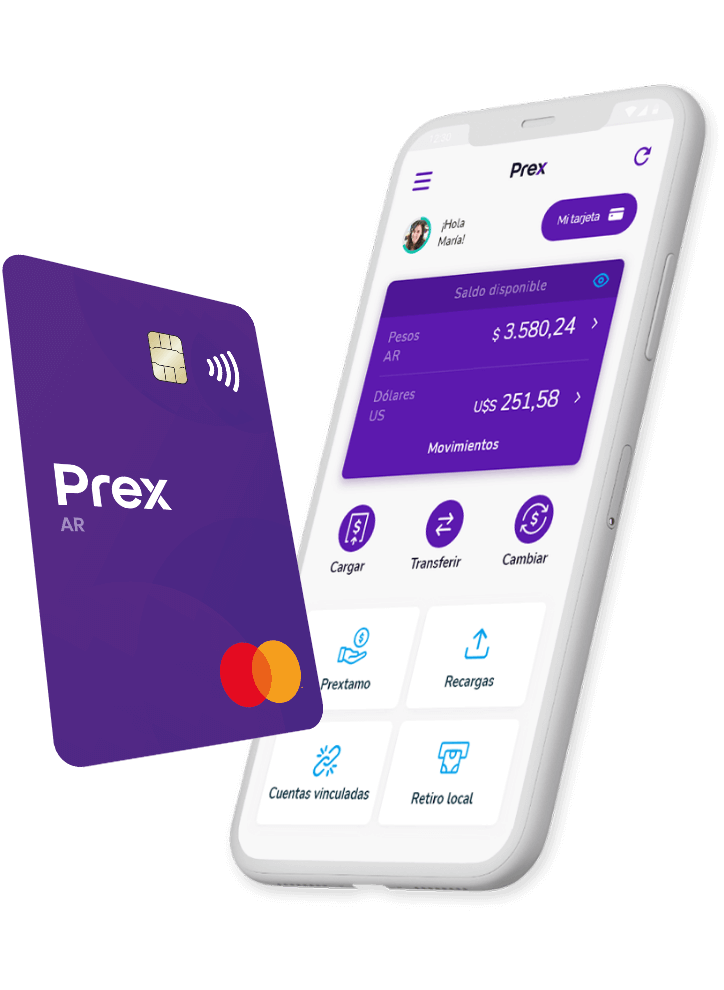 Prex
¡Hola
María!
Mi tarjeta
Saldo disponible
Pesos
AR
$ 3.580,24
Dólares
US
U$S 251,58
Movimientos
Cargar
Transferir
Cambiar
Prextamo
Recargas
Cuentas vinculadas
Retiro local
Prex
AR